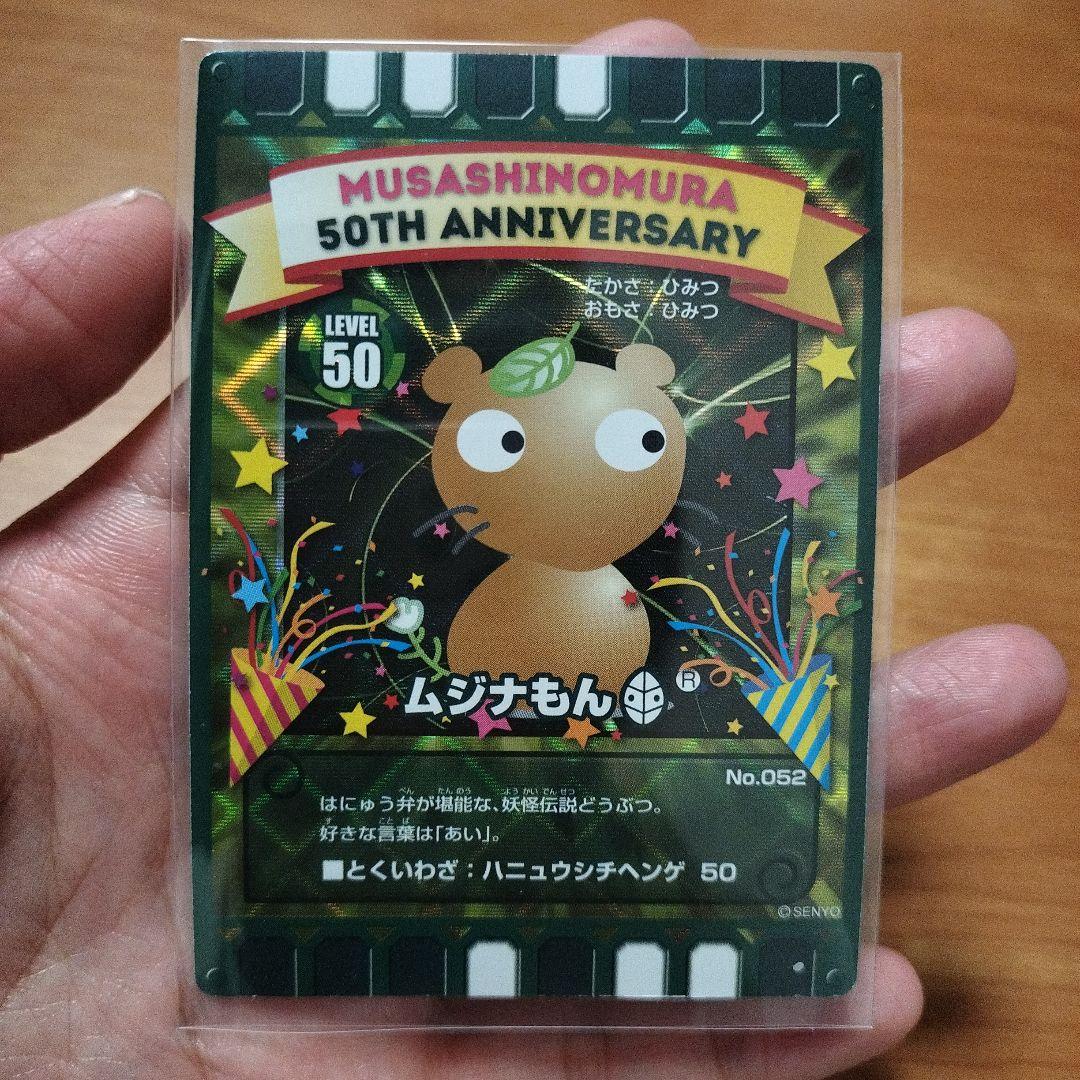 MUSASHINOMURA
50TH ANNIVERSARY
たかさ：ひみつ
おもさ：ひみつ
LEVEL
50
ムジナもん
R
No.052
はにゅう弁が堪能な、妖怪伝説どうぶつ。
好きな言葉は「あい」。
■とくいわざ：ハニュウシチヘンゲ 50
©SENYO